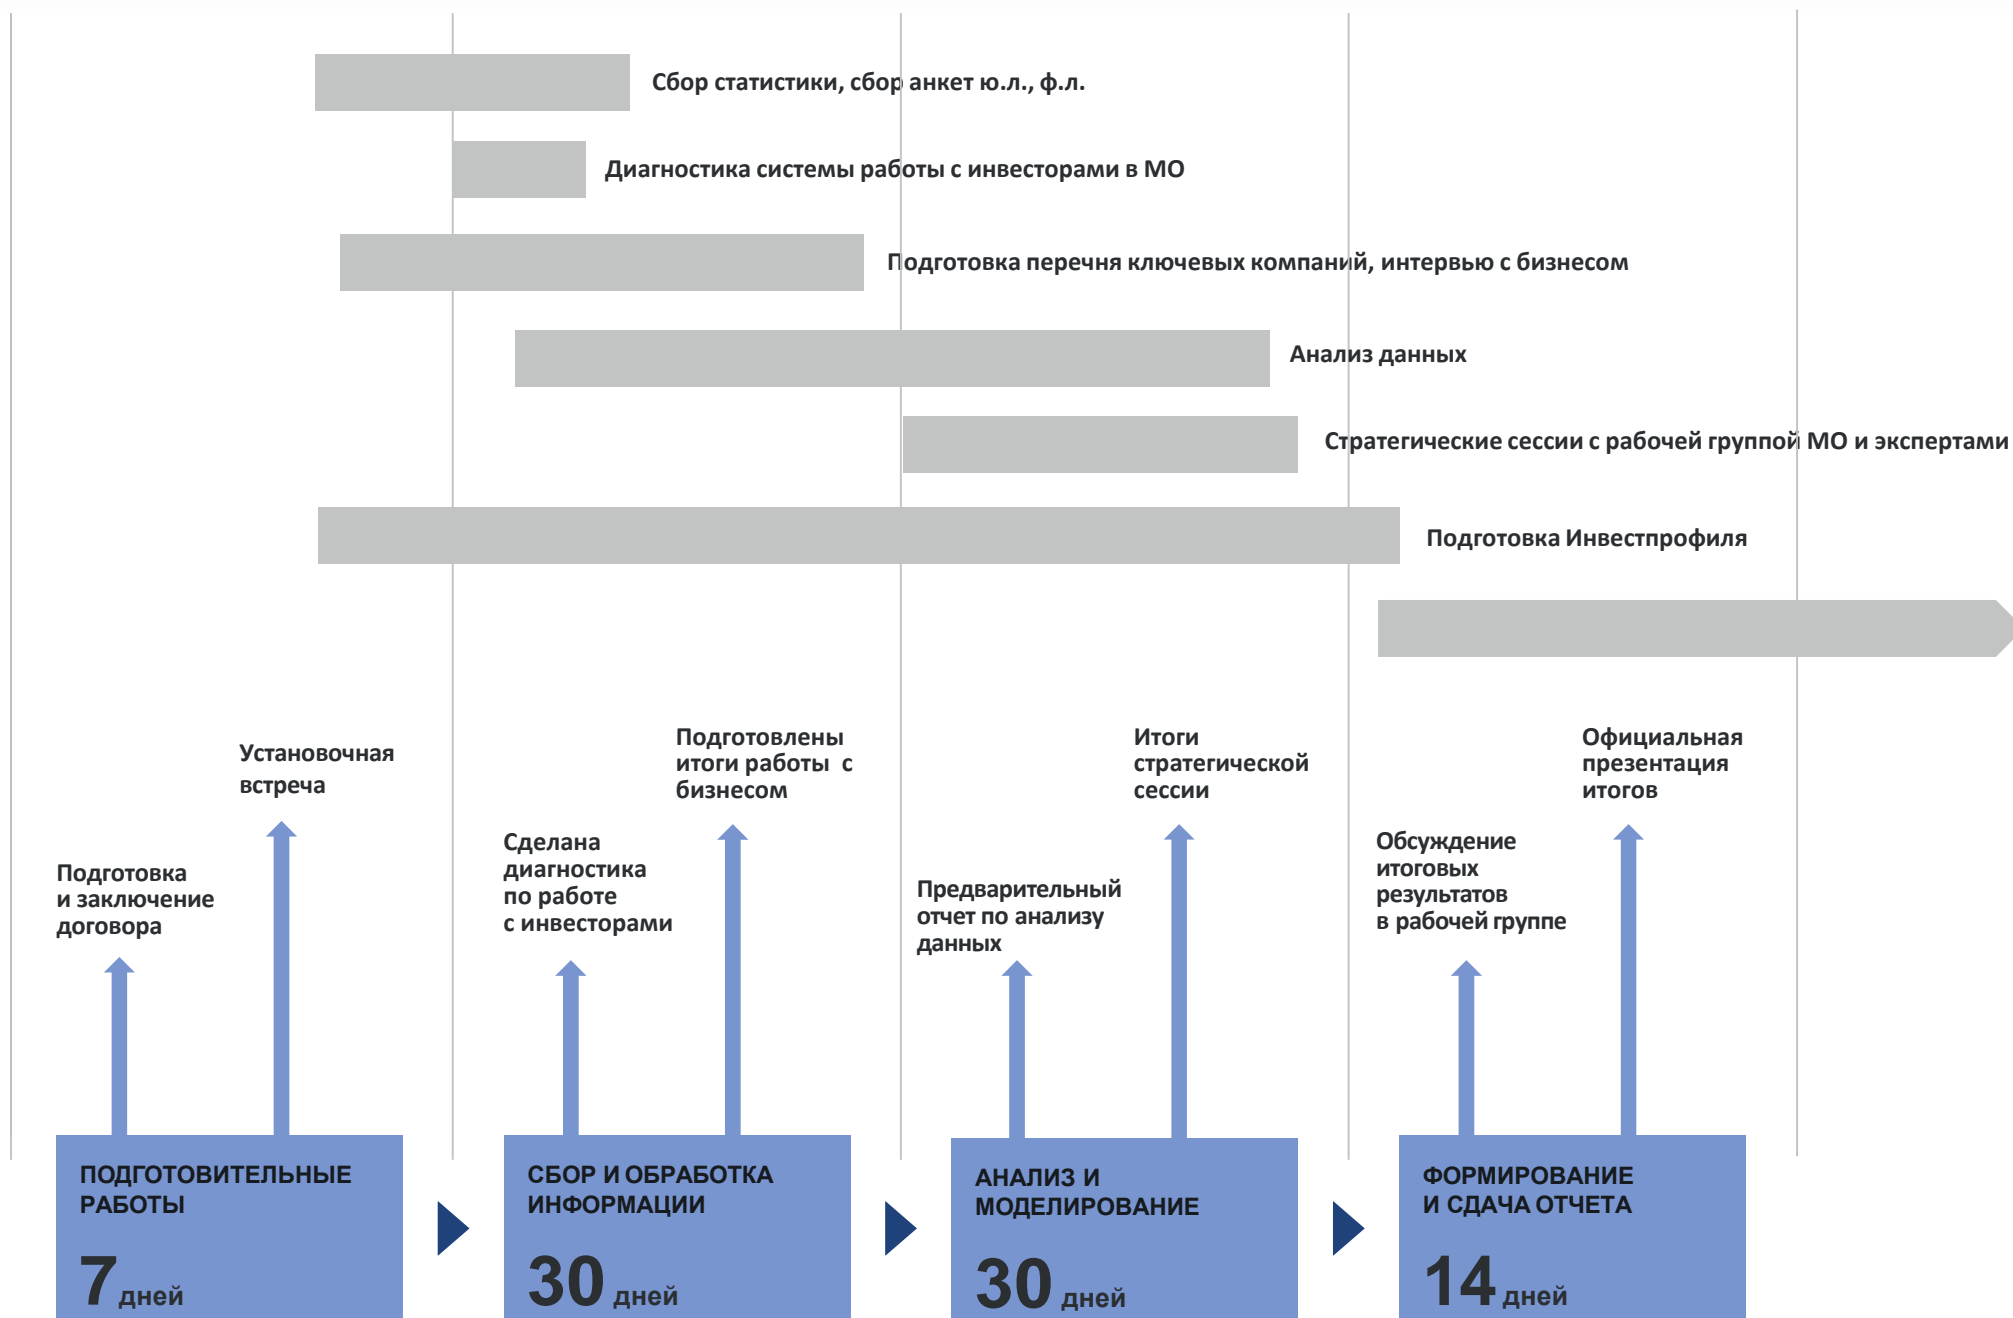 Сбор статистики, сбор анкет ю.л., ф.л.
Диагностика системы работы с инвесторами в МО
Подготовка перечня ключевых компаний, интервью с бизнесом
Анализ данных
Стратегические сессии с рабочей группой МО и экспертами
Подготовка Инвестпрофиля
Подготовка
и заключение
договора
Установочная
встреча
Сделана
диагностика
по работе
с инвесторами
Подготовлены
итоги работы с
бизнесом
Предварительный
отчет по анализу
данных
Итоги
стратегической
сессии
Обсуждение
итоговых
результатов
в рабочей группе
Официальная
презентация
итогов
ПОДГОТОВИТЕЛЬНЫЕ
РАБОТЫ
7 дней
СБОР И ОБРАБОТКА
ИНФОРМАЦИИ
30 дней
АНАЛИЗ И
МОДЕЛИРОВАНИЕ
30 дней
ФОРМИРОВАНИЕ
И СДАЧА ОТЧЕТА
14 дней